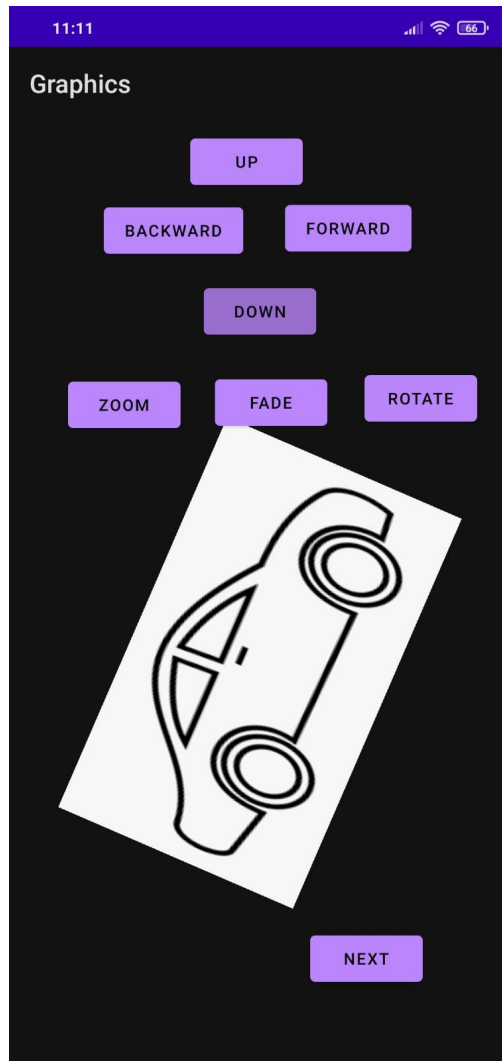 11:11
66
Graphics
UP
BACKWARD
FORWARD
DOWN
ZOOM
FADE
ROTATE
NEXT